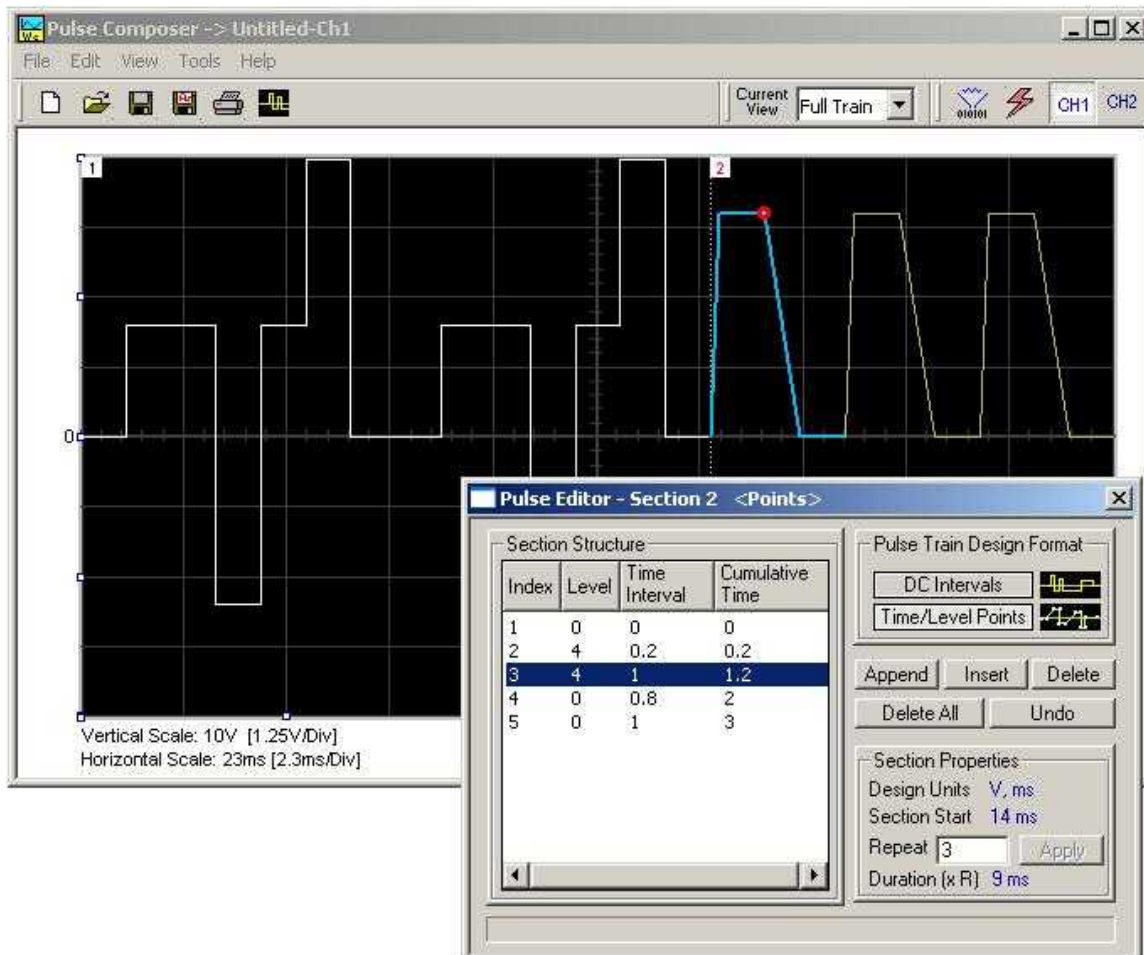 Pulse Composer -> Untitled-Ch1
File Edit View Tools Help
Current View Full Train
010101
CH1 CH2
1
2
0
Vertical Scale: 10V [1.25V/Div]
Horizontal Scale: 23ms [2.3ms/Div]
Pulse Editor - Section 2 <Points>
Section Structure
Index Level Time Interval Cumulative Time
1 0 0 0
2 4 0.2 0.2
3 4 1 1.2
4 0 0.8 2
5 0 1 3
Pulse Train Design Format
DC Intervals
Time/Level Points
Append Insert Delete
Delete All Undo
Section Properties
Design Units V, ms
Section Start 14 ms
Repeat 3 Apply
Duration (x R) 9 ms